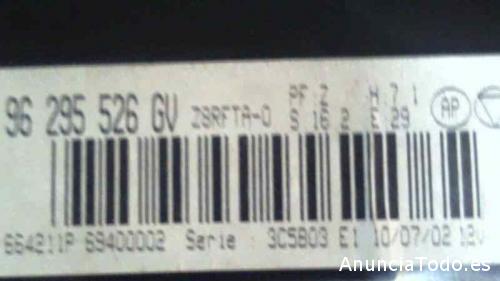 PF 2 H 7 1
96 295 526 GV Z8RFTA-0 S 16 2 E 29 AP
664211P 69400002 Serie : 3C5803 E1 10/07/02 12V
AnunciaTodo.es